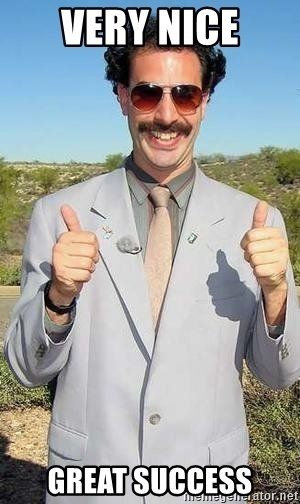 VERY NICE
GREAT SUCCESS
memegenerator.net